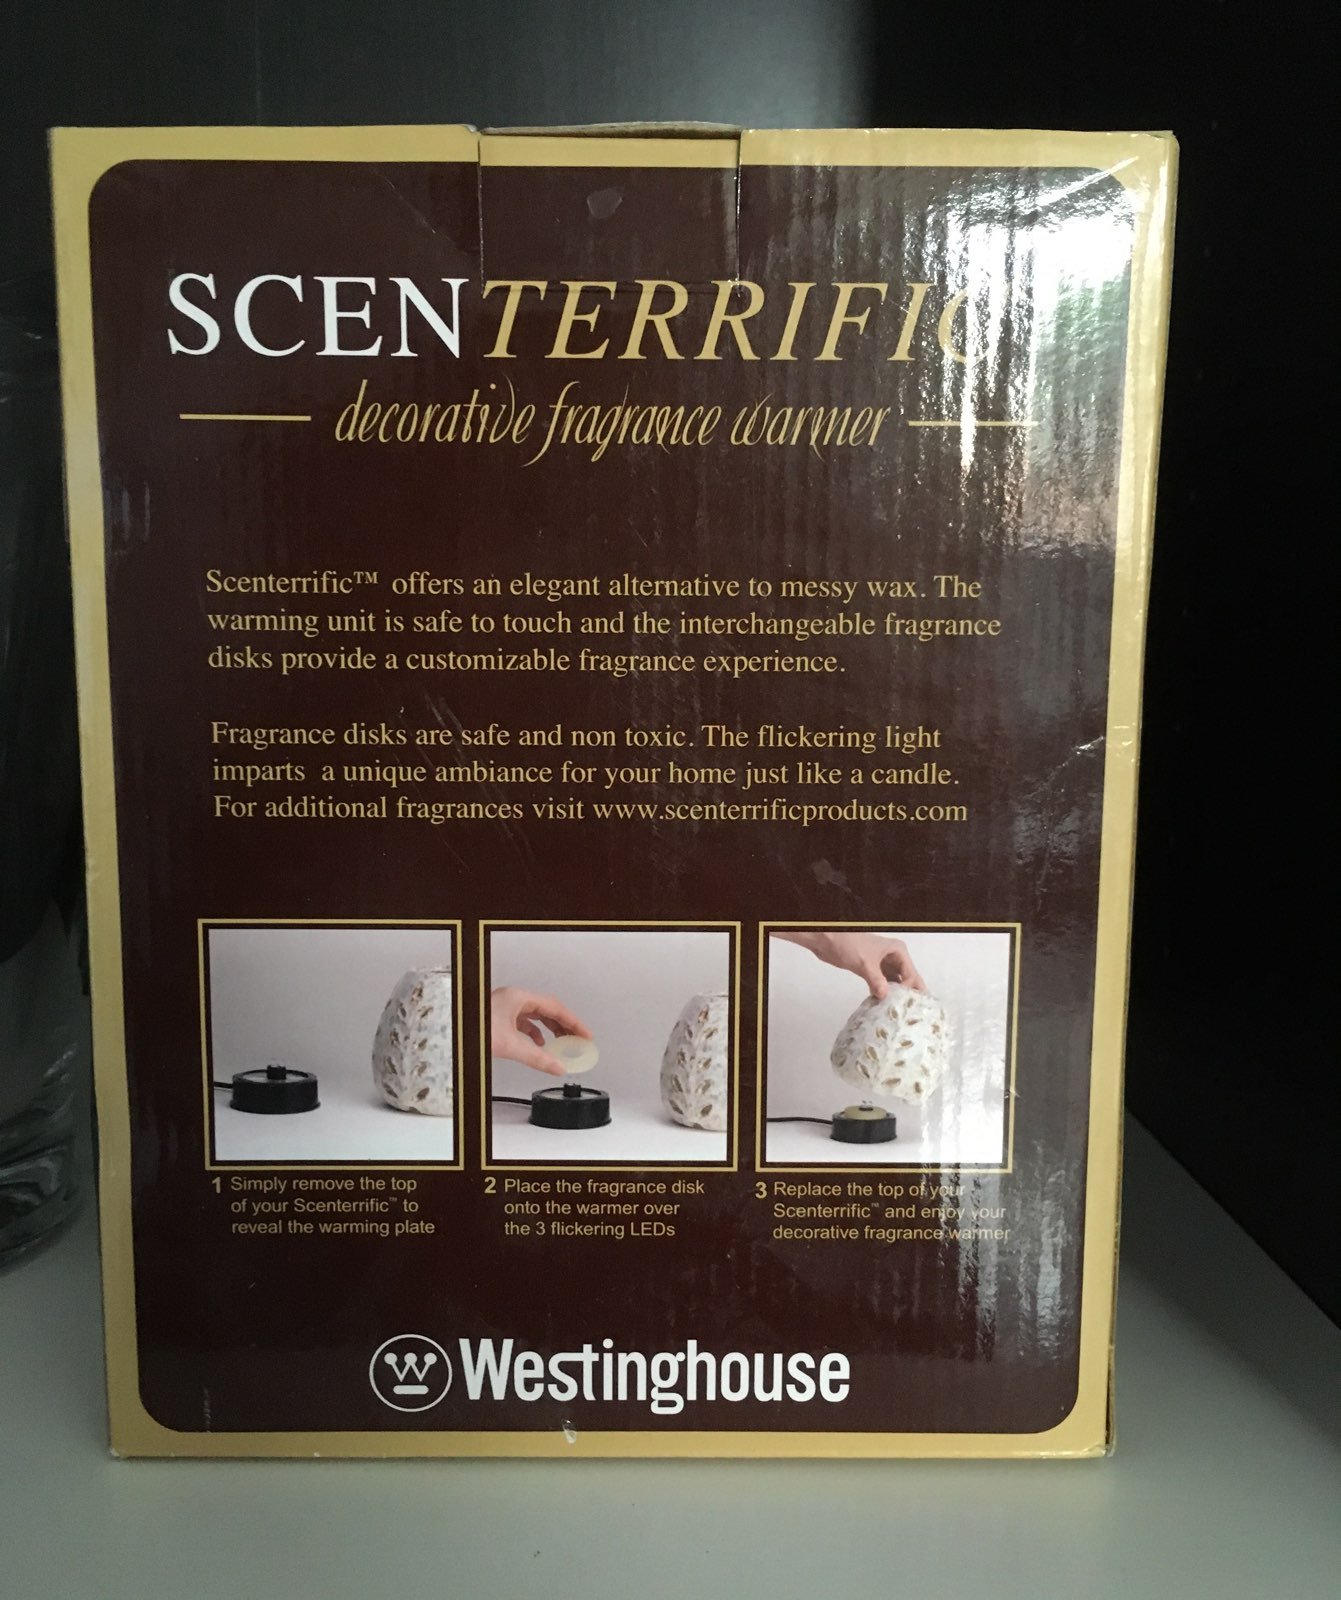 SCENTERRIFIC
decorative fragrance warmer
Scenterrific™ offers an elegant alternative to messy wax. The
warming unit is safe to touch and the interchangeable fragrance
disks provide a customizable fragrance experience.
Fragrance disks are safe and non toxic. The flickering light
imparts a unique ambiance for your home just like a candle.
For additional fragrances visit www.scenterrificproducts.com
1 Simply remove the top
of your Scenterrific™ to
reveal the warming plate
2 Place the fragrance disk
onto the warmer over
the 3 flickering LEDs
3 Replace the top of your
Scenterrific™ and enjoy your
decorative fragrance warmer
Westinghouse